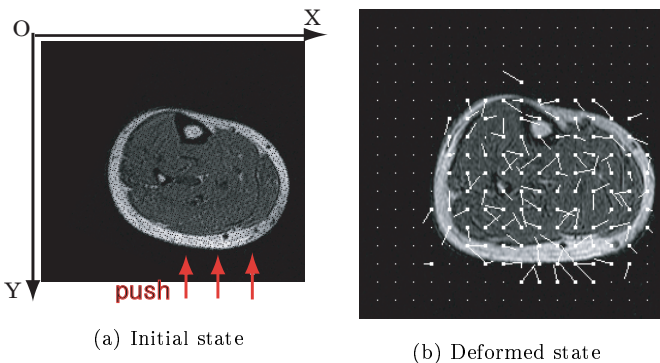 O
X
Y
push
(a) Initial state
(b) Deformed state